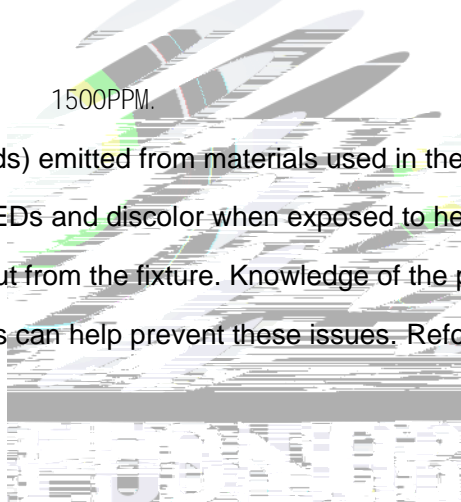 1500PPM.
ds) emitted from materials used in the
EDs and discolor when exposed to he
ut from the fixture. Knowledge of the p
s can help prevent these issues. Refo